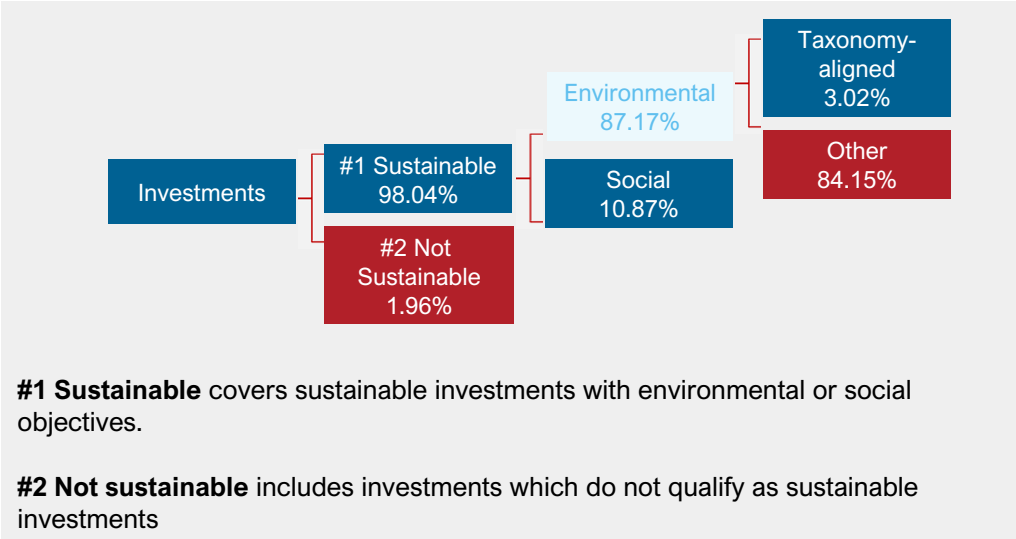 Investments
#1 Sustainable
98.04%
#2 Not
Sustainable
1.96%
Environmental
87.17%
Social
10.87%
Taxonomy-
aligned
3.02%
Other
84.15%
#1 Sustainable covers sustainable investments with environmental or social
objectives.
#2 Not sustainable includes investments which do not qualify as sustainable
investments